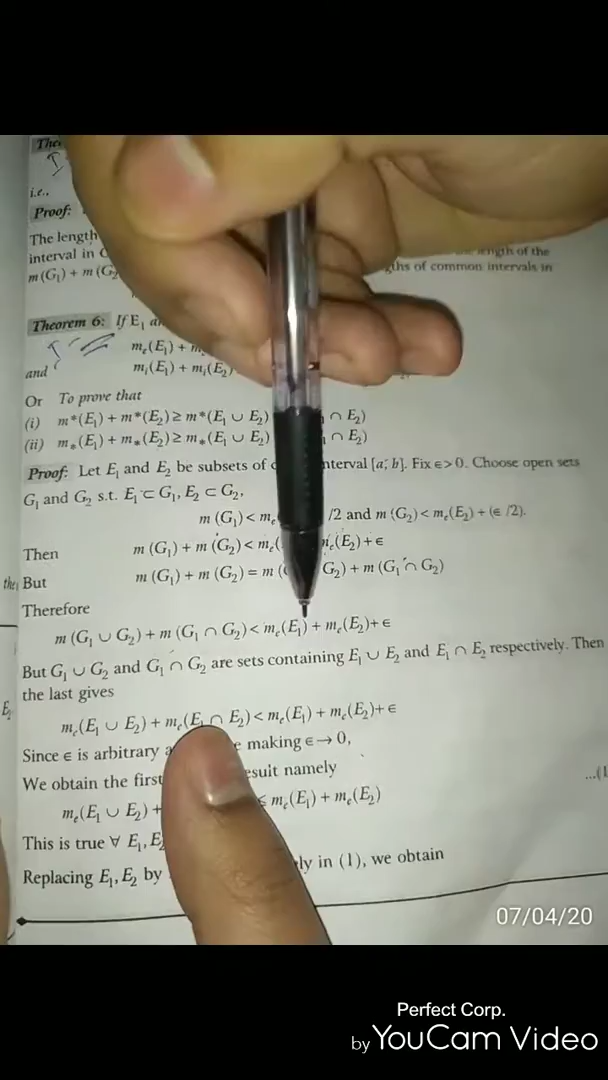 i.e.,
Proof:
The length ength of the
interval in gths of common intervals in
m (G₁) + m (G₂
Theorem 6: If E₁ an
mₑ(E₁) + m
and mᵢ(E₁) + mᵢ(E₂)
Or To prove that
(i) m*(E₁) + m*(E₂) ≥ m*(E₁ ∪ E₂) ∩ E₂)
(ii) m⁎(E₁) + m⁎(E₂) ≥ m⁎(E₁ ∪ E₂) ∩ E₂)
Proof: Let E₁ and E₂ be subsets of nterval [a, b]. Fix ∈> 0. Choose open sets
G₁ and G₂ s.t. E₁ ⊂ G₁, E₂ ⊂ G₂,
m (G₁) < mₑ /2 and m (G₂) < mₑ(E₂) + (∈ /2).
Then m (G₁) + m (G₂) < mₑ( (E₂) + ∈
But m (G₁) + m (G₂) = m ( G₂) + m (G₁ ∩ G₂)
Therefore
m (G₁ ∪ G₂) + m (G₁ ∩ G₂) < mₑ(E₁) + mₑ(E₂)+ ∈
But G₁ ∪ G₂ and G₁ ∩ G₂ are sets containing E₁ ∪ E₂ and E₁ ∩ E₂ respectively. Then
the last gives
mₑ(E₁ ∪ E₂) + mₑ(E₁ ∩ E₂) < mₑ(E₁) + mₑ(E₂)+ ∈
Since ∈ is arbitrary a making ∈ → 0,
We obtain the first esult namely
mₑ(E₁ ∪ E₂) + ≤ mₑ(E₁) + mₑ(E₂) ...(1
This is true ∀ E₁, E₂
Replacing E₁, E₂ by ly in (1), we obtain
07/04/20
Perfect Corp.
by YouCam Video